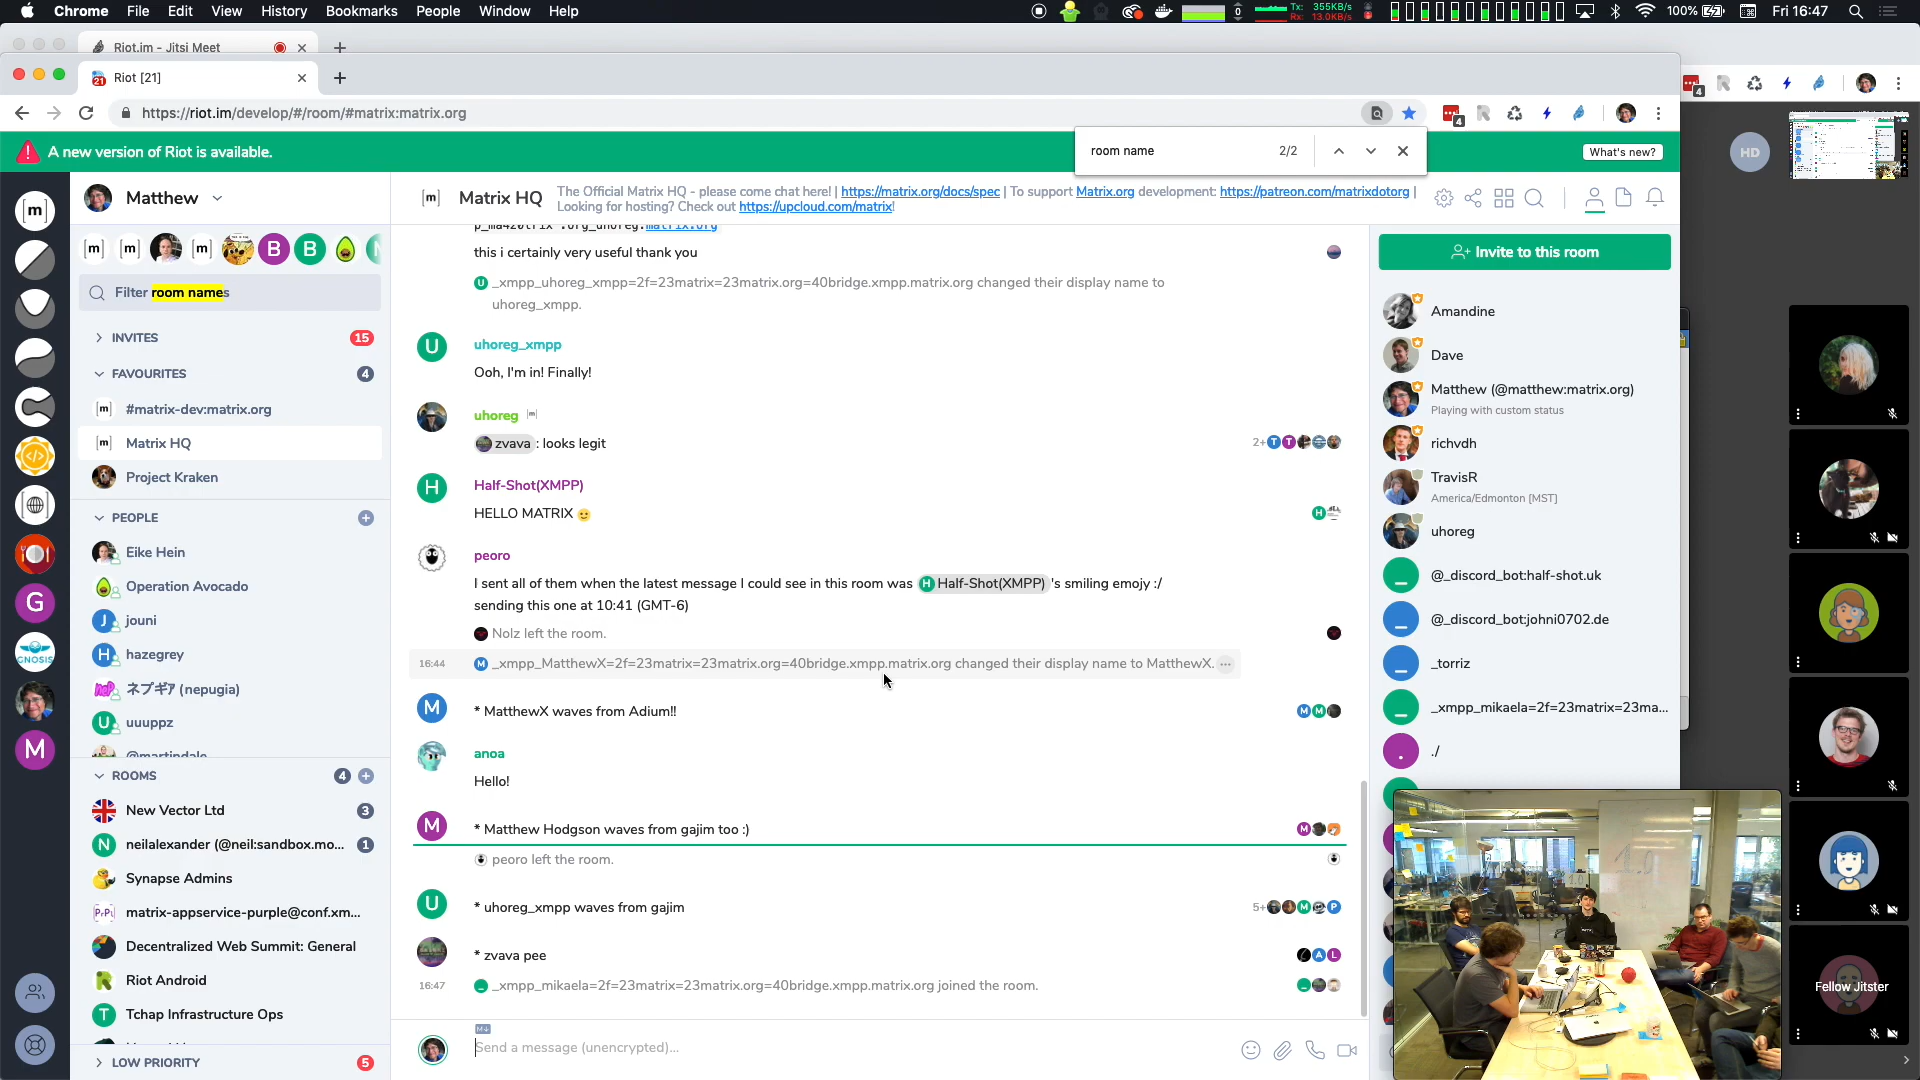 Chrome File Edit View History Bookmarks People Window Help
0 Tx: 355KB/s Rx: 13.0KB/s 100% Fri 16:47
Riot.im - Jitsi Meet
Riot [21]
https://riot.im/develop/#/room/#matrix:matrix.org
A new version of Riot is available.
room name 2/2
What's new?
HD
Matthew
Matrix HQ
The Official Matrix HQ - please come chat here! | https://matrix.org/docs/spec | To support Matrix.org development: https://patreon.com/matrixdotorg |
Looking for hosting? Check out https://upcloud.com/matrix!
Filter room names
INVITES 15
FAVOURITES 4
#matrix-dev:matrix.org
Matrix HQ
Project Kraken
PEOPLE
Eike Hein
Operation Avocado
jouni
hazegrey
ネプギア (nepugia)
uuuppz
@martindale
ROOMS 4
New Vector Ltd 3
neilalexander (@neil:sandbox.mo... 1
Synapse Admins
matrix-appservice-purple@conf.xm...
Decentralized Web Summit: General
Riot Android
Tchap Infrastructure Ops
LOW PRIORITY 5
this i certainly very useful thank you
_xmpp_uhoreg_xmpp=2f=23matrix=23matrix.org=40bridge.xmpp.matrix.org changed their display name to
uhoreg_xmpp.
uhoreg_xmpp
Ooh, I'm in! Finally!
uhoreg
zvava : looks legit
2+
Half-Shot(XMPP)
HELLO MATRIX 🙂
peoro
I sent all of them when the latest message I could see in this room was Half-Shot(XMPP) 's smiling emojy :/
sending this one at 10:41 (GMT-6)
Nolz left the room.
16:44 _xmpp_MatthewX=2f=23matrix=23matrix.org=40bridge.xmpp.matrix.org changed their display name to MatthewX.
* MatthewX waves from Adium!!
anoa
Hello!
* Matthew Hodgson waves from gajim too :)
peoro left the room.
* uhoreg_xmpp waves from gajim
5+
* zvava pee
16:47 _xmpp_mikaela=2f=23matrix=23matrix.org=40bridge.xmpp.matrix.org joined the room.
Send a message (unencrypted)...
Invite to this room
Amandine
Dave
Matthew (@matthew:matrix.org)
Playing with custom status
richvdh
TravisR
America/Edmonton [MST]
uhoreg
@_discord_bot:half-shot.uk
@_discord_bot:johni0702.de
_torriz
_xmpp_mikaela=2f=23matrix=23ma...
./
Fellow Jitster